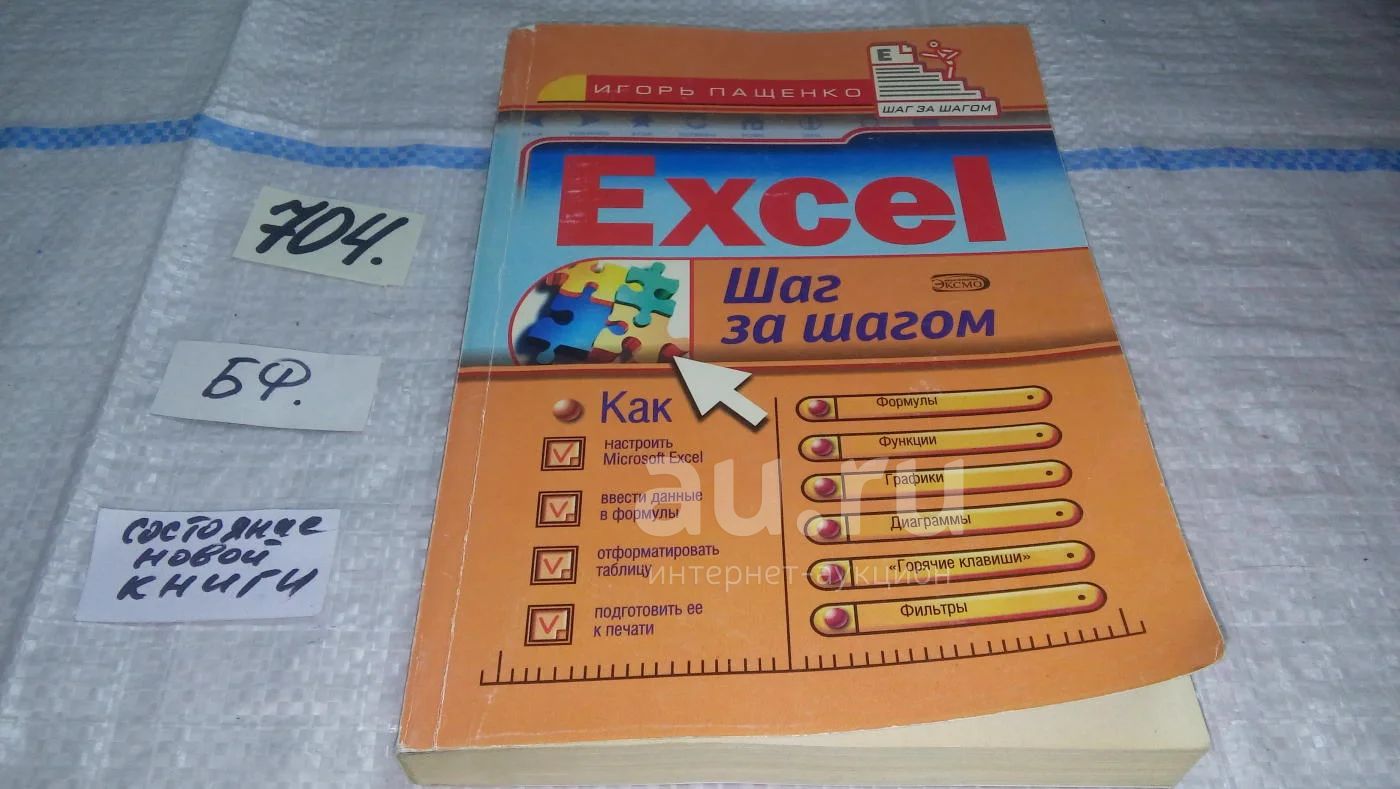 ИГОРЬ ПАЩЕНКО
E
ШАГ ЗА ШАГОМ
Excel
Шаг
за шагом
ЭКСМО
Как
настроить
Microsoft Excel
ввести данные
в формулы
отформатировать
таблицу
подготовить ее
к печати
Формулы
Функции
Графики
Диаграммы
«Горячие клавиши»
Фильтры
704.
БФ.
состояние
новой
книги
au.ru
интернет-аукцион